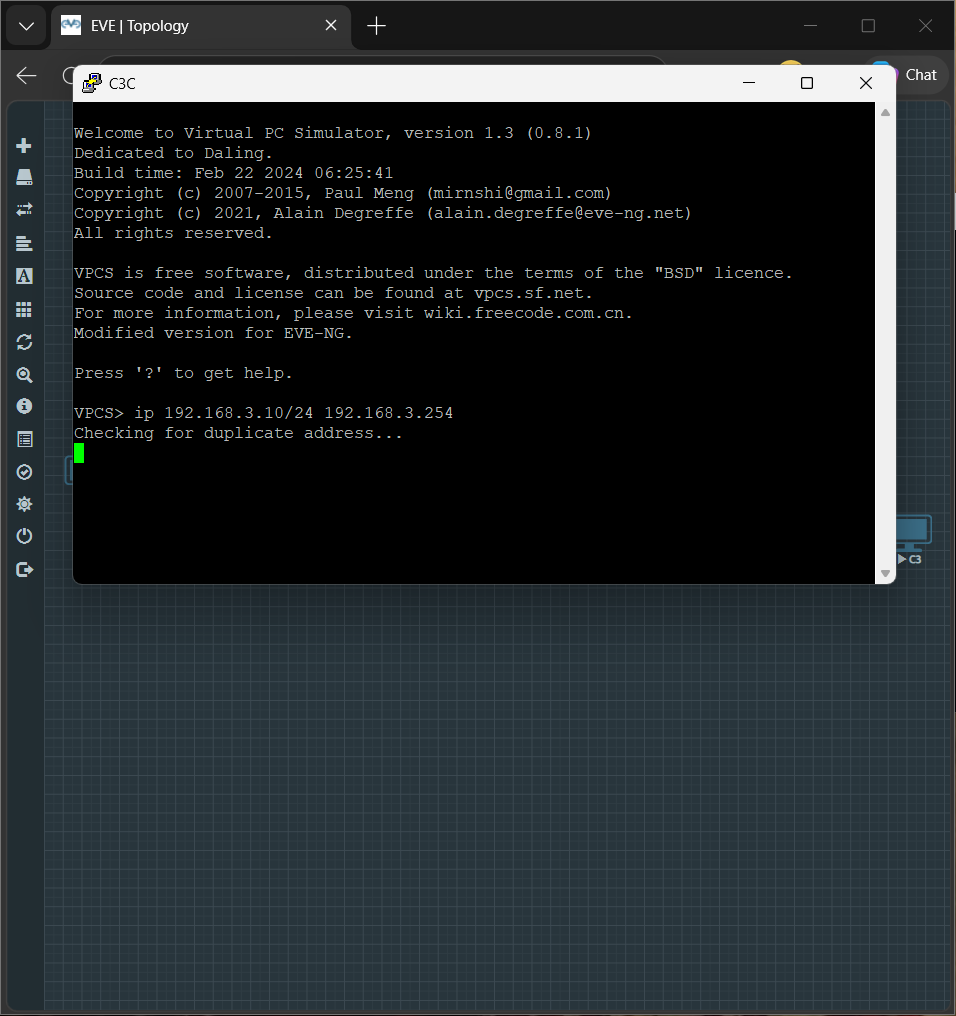 EVE | Topology
Chat
C3C
Welcome to Virtual PC Simulator, version 1.3 (0.8.1)
Dedicated to Daling.
Build time: Feb 22 2024 06:25:41
Copyright (c) 2007-2015, Paul Meng (mirnshi@gmail.com)
Copyright (c) 2021, Alain Degreffe (alain.degreffe@eve-ng.net)
All rights reserved.
VPCS is free software, distributed under the terms of the "BSD" licence.
Source code and license can be found at vpcs.sf.net.
For more information, please visit wiki.freecode.com.cn.
Modified version for EVE-NG.
Press '?' to get help.
VPCS> ip 192.168.3.10/24 192.168.3.254
Checking for duplicate address...
A
C3